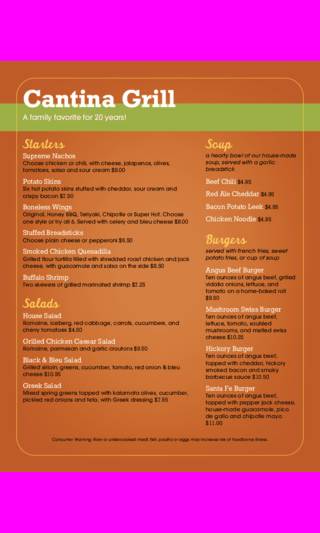 Cantina Grill
A family favorite for 20 years!
Starters
Supreme Nachos
Choose chicken or chili, with cheese, jalapenos, olives,
tomatoes, salsa and sour cream $8.00
Potato Skins
Six hot potato skins stuffed with cheddar, sour cream and
crispy bacon $7.50
Boneless Wings
Original, Honey BBQ, Teriyaki, Chipotle or Super Hot. Choose
one style or try all 6. Served with celery and bleu cheese $8.00
Stuffed Breadsticks
Choose plain cheese or pepperoni $6.50
Smoked Chicken Quesadilla
Grilled flour tortilla filled with shredded roast chicken and jack
cheese, with guacamole and salsa on the side $8.50
Buffalo Shrimp
Two skewers of grilled marinated shrimp $7.25
Salads
House Salad
Romaine, iceberg, red cabbage, carrots, cucumbers, and
cherry tomatoes $4.50
Grilled Chicken Caesar Salad
Romaine, parmesan and garlic croutons $9.50
Black & Bleu Salad
Grilled sirloin, greens, cucumber, tomato, red onion & bleu
cheese $10.95
Greek Salad
Mixed spring greens topped with kalamata olives, cucumber,
pickled red onions and feta, with Greek dressing $7.95
Soup
a hearty bowl of our house-made
soup, served with a garlic
breadstick
Beef Chili $4.95
Red Ale Cheddar $4.95
Bacon Potato Leek $4.95
Chicken Noodle $4.95
Burgers
served with french fries, sweet
potato fries, or cup of soup
Angus Beef Burger
Ten ounces of angus beef, grilled
vidalia onions, lettuce, and
tomato on a home-baked roll
$9.50
Mushroom Swiss Burger
Ten ounces of angus beef,
lettuce, tomato, sauteed
mushrooms, and melted swiss
cheese $10.25
Hickory Burger
Ten ounces of angus beef,
topped with cheddar, hickory
smoked bacon and smoky
barbecue sauce $10.50
Santa Fe Burger
Ten ounces of angus beef,
topped with pepper jack cheese,
house-made guacamole, pico
de gallo and chipotle mayo
$11.00
Consumer Warning: Raw or undercooked meat, fish, poultry or eggs may increase risk of foodborne illness.